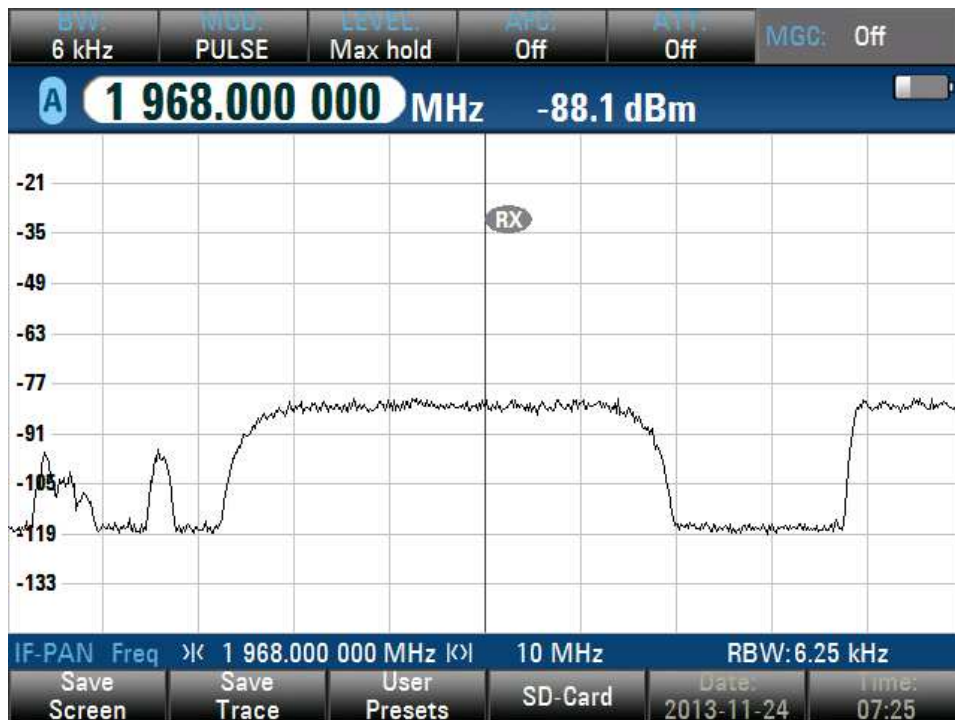 BW: MOD: LEVEL: AFC: ATT: MGC: Off
6 kHz PULSE Max hold Off Off
A 1 968.000 000 MHz -88.1 dBm
-21
RX
-35
-49
-63
-77
-91
-105
-119
-133
IF-PAN Freq 1 968.000 000 MHz 10 MHz RBW:6.25 kHz
Save Save User SD-Card Date: Time:
Screen Trace Presets 2013-11-24 07:25